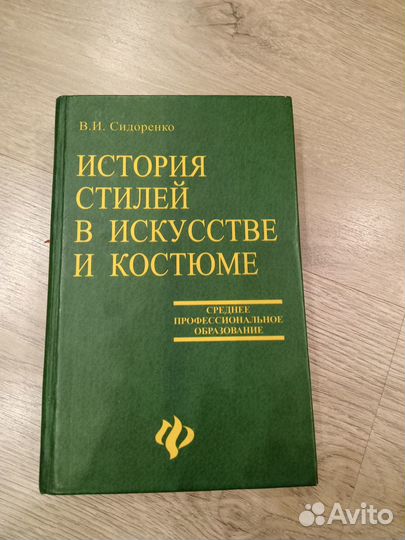 В.И. Сидоренко
ИСТОРИЯ
СТИЛЕЙ
В ИСКУССТВЕ
И КОСТЮМЕ
СРЕДНЕЕ
ПРОФЕССИОНАЛЬНОЕ
ОБРАЗОВАНИЕ
Avito